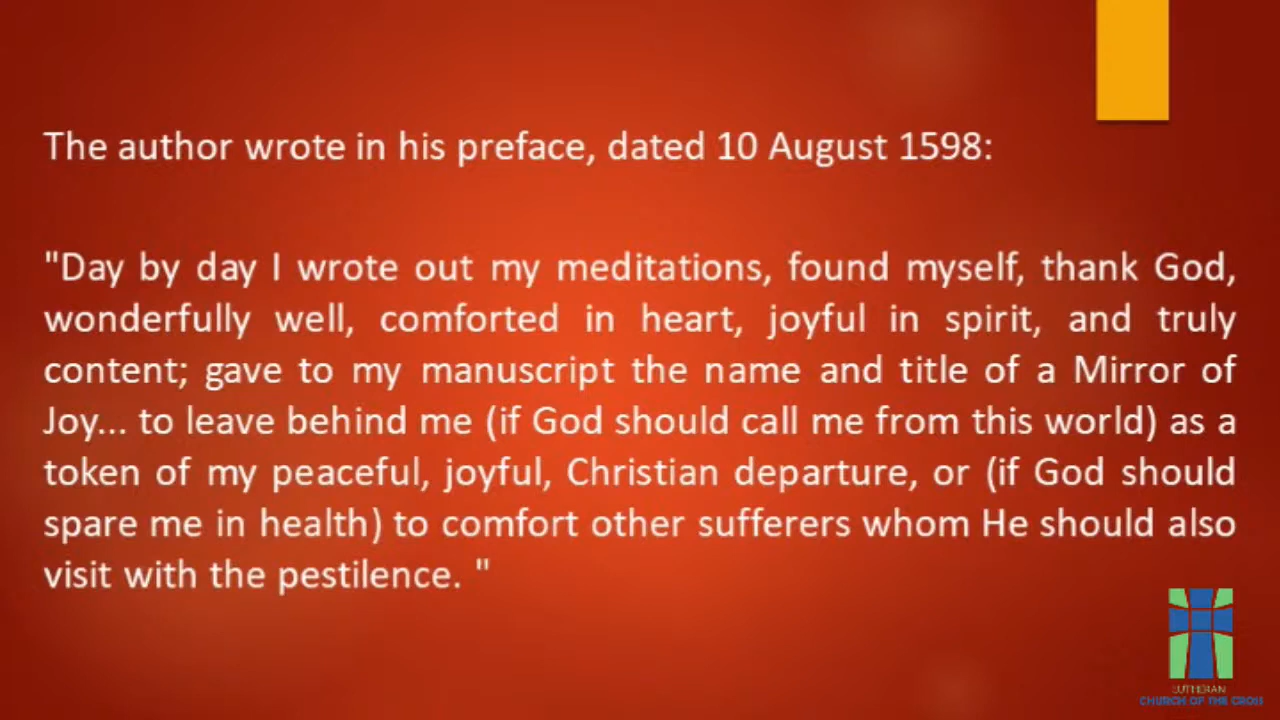 The author wrote in his preface, dated 10 August 1598:
"Day by day I wrote out my meditations, found myself, thank God,
wonderfully well, comforted in heart, joyful in spirit, and truly
content; gave to my manuscript the name and title of a Mirror of
Joy... to leave behind me (if God should call me from this world) as a
token of my peaceful, joyful, Christian departure, or (if God should
spare me in health) to comfort other sufferers whom He should also
visit with the pestilence. "
LUTHERAN
CHURCH OF THE CROSS